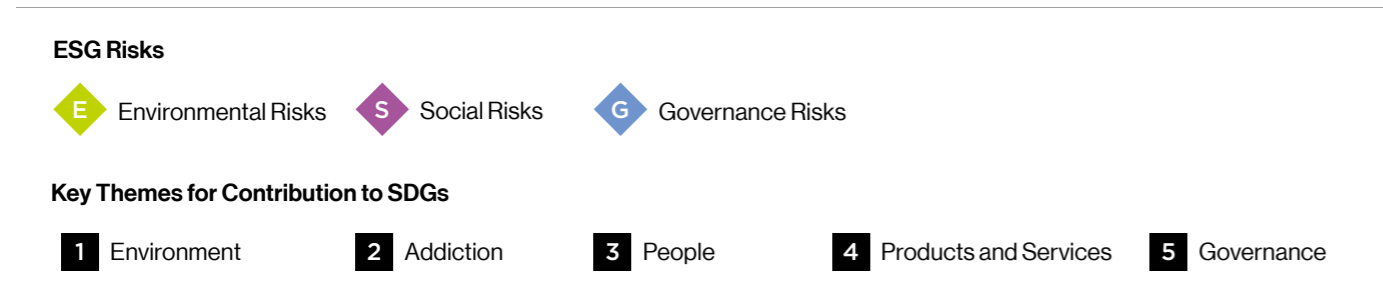 ESG Risks
E Environmental Risks S Social Risks G Governance Risks
Key Themes for Contribution to SDGs
1 Environment 2 Addiction 3 People 4 Products and Services 5 Governance